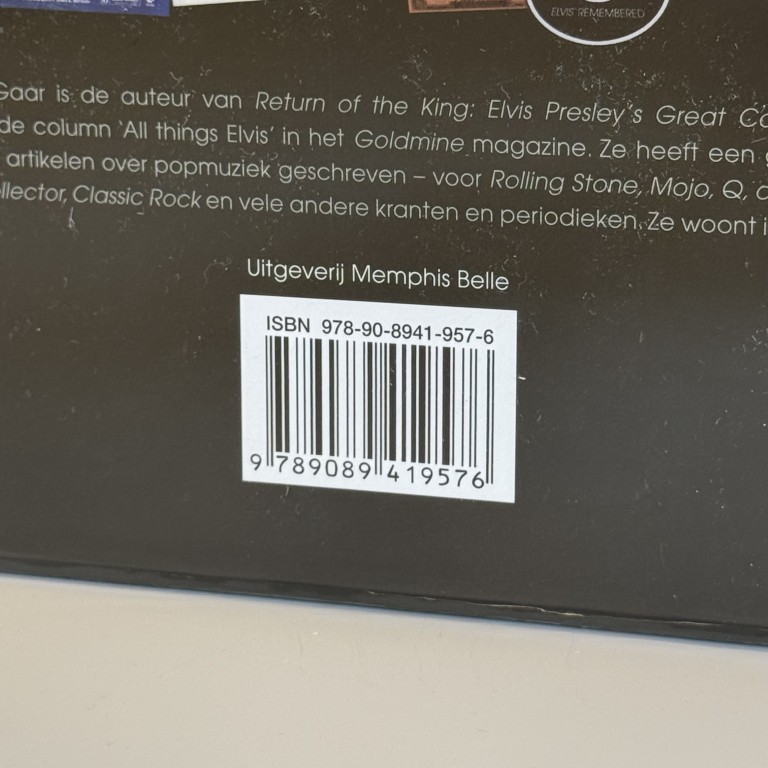 ELVIS REMEMBERED
Gaar is de auteur van Return of the King: Elvis Presley's Great Co
de column 'All things Elvis' in het Goldmine magazine. Ze heeft een
artikelen over popmuziek geschreven – voor Rolling Stone, Mojo, Q,
llector, Classic Rock en vele andere kranten en periodieken. Ze woont i
Uitgeverij Memphis Belle
ISBN 978-90-8941-957-6
9 789089 419576